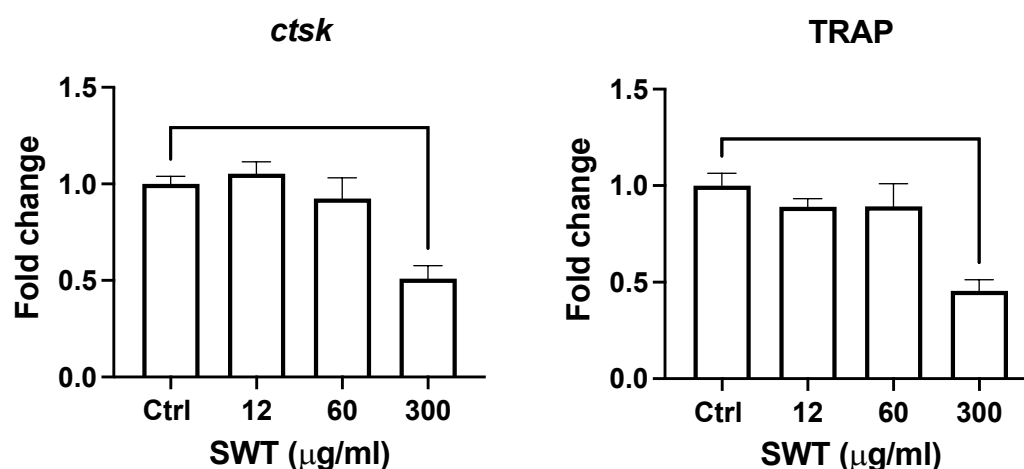 ctsk
1.5
1.0
0.5
0.0
Fold change
Ctrl 12 60 300
SWT (μg/ml)
TRAP
1.5
1.0
0.5
0.0
Fold change
Ctrl 12 60 300
SWT (μg/ml)